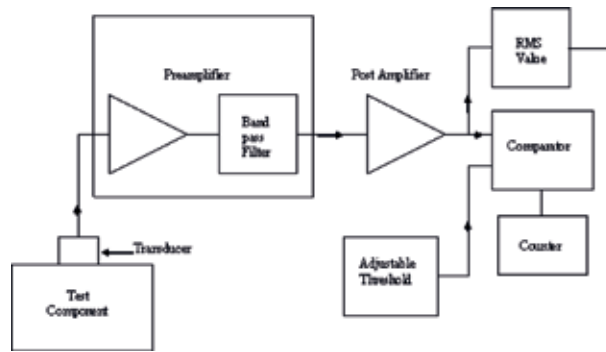 RMS
Value
Preamplifier
Post Amplifier
Band
pass
Filter
Comparator
Transducer
Adjustable
Threshold
Counter
Test
Component